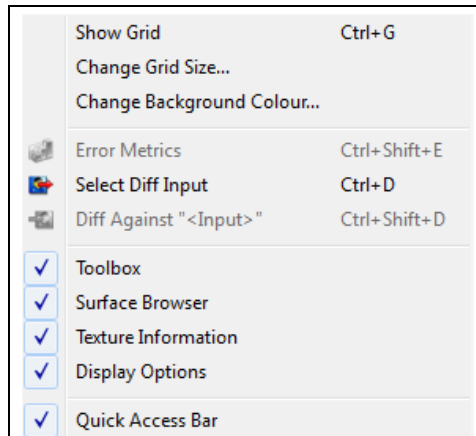 Show Grid Ctrl+G
Change Grid Size...
Change Background Colour...
Error Metrics Ctrl+Shift+E
Select Diff Input Ctrl+D
Diff Against "<Input>" Ctrl+Shift+D
Toolbox
Surface Browser
Texture Information
Display Options
Quick Access Bar